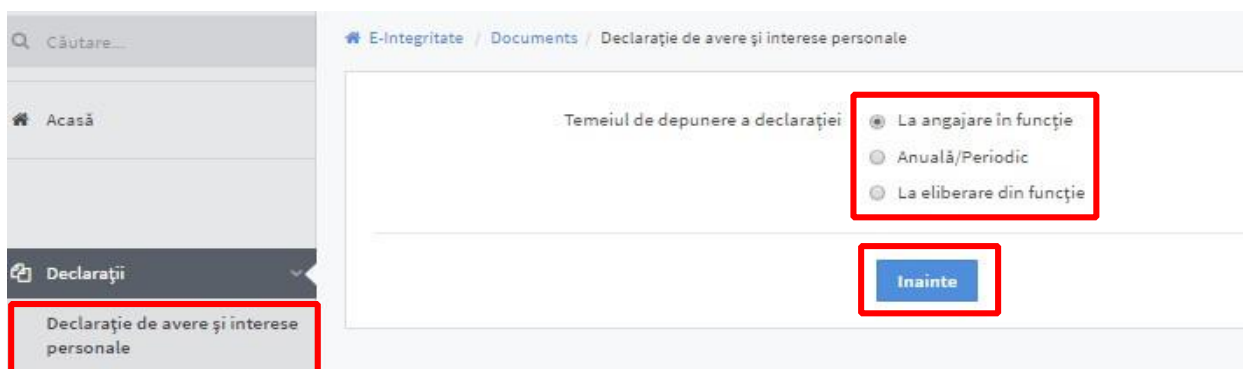 Căutare...
E-Integritate / Documents / Declarație de avere și interese personale
Acasă
Temeiul de depunere a declarației
La angajare în funcție
Anuală/Periodic
La eliberare din funcție
Declarații
Inainte
Declarație de avere și interese
personale